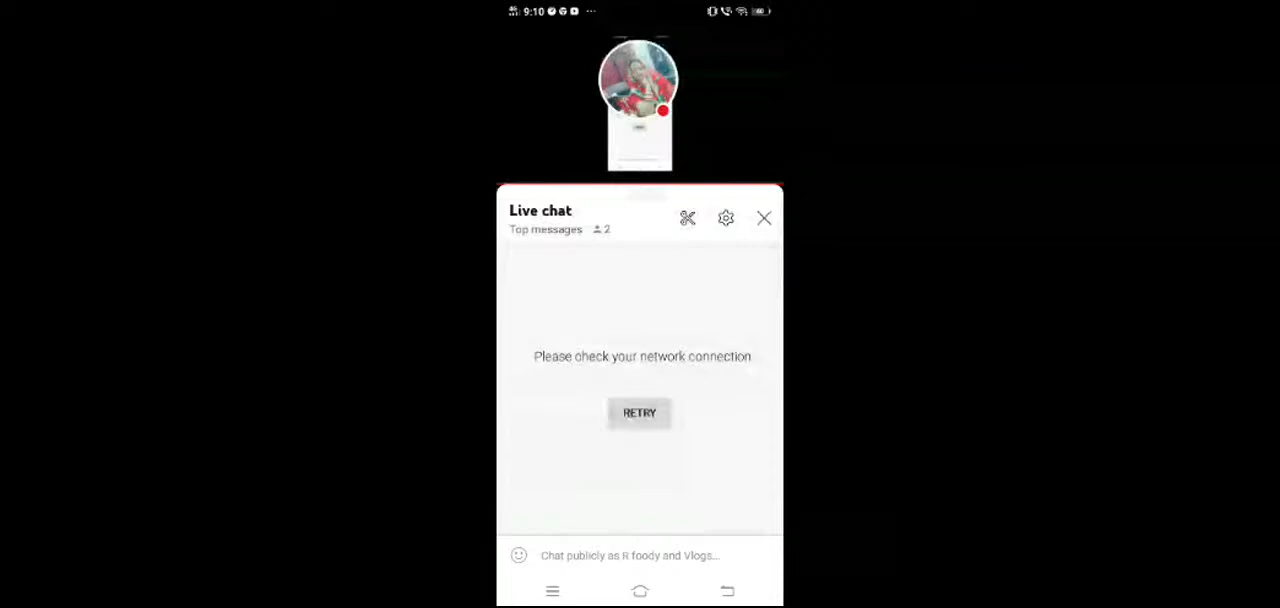 9:10
Live chat
Top messages 2
Please check your network connection
RETRY
Chat publicly as R foody and Vlogs...